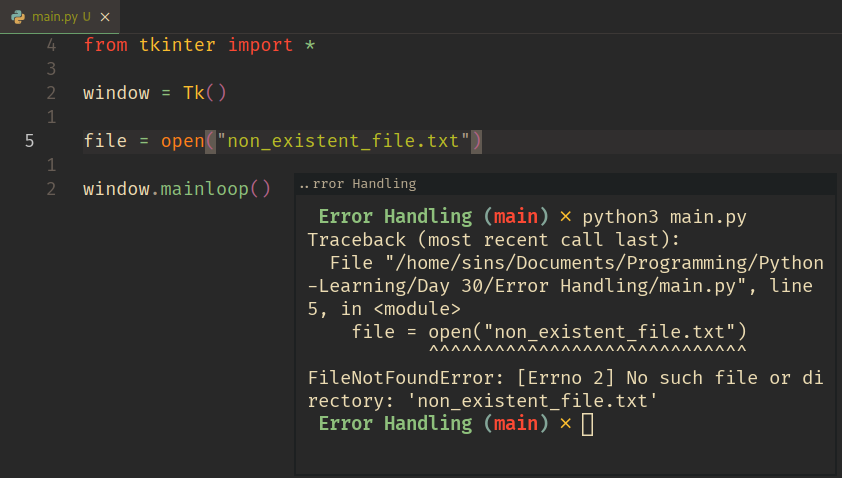 main.py U ×
4 from tkinter import *
3
2 window = Tk()
1
5 file = open("non_existent_file.txt")
1
2 window.mainloop()
..rror Handling
Error Handling (main) × python3 main.py
Traceback (most recent call last):
  File "/home/sins/Documents/Programming/Python
-Learning/Day 30/Error Handling/main.py", line
5, in <module>
    file = open("non_existent_file.txt")
           ^^^^^^^^^^^^^^^^^^^^^^^^^^^^^
FileNotFoundError: [Errno 2] No such file or di
rectory: 'non_existent_file.txt'
Error Handling (main) ×